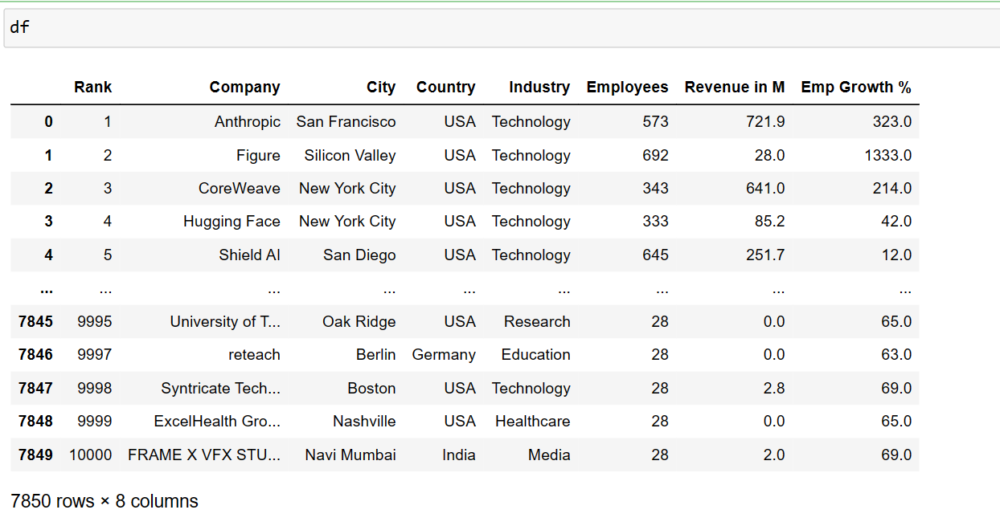 df
Rank Company City Country Industry Employees Revenue in M Emp Growth %
0 1 Anthropic San Francisco USA Technology 573 721.9 323.0
1 2 Figure Silicon Valley USA Technology 692 28.0 1333.0
2 3 CoreWeave New York City USA Technology 343 641.0 214.0
3 4 Hugging Face New York City USA Technology 333 85.2 42.0
4 5 Shield AI San Diego USA Technology 645 251.7 12.0
... ... ... ... ... ... ... ... ...
7845 9995 University of T... Oak Ridge USA Research 28 0.0 65.0
7846 9997 reteach Berlin Germany Education 28 0.0 63.0
7847 9998 Syntricate Tech... Boston USA Technology 28 2.8 69.0
7848 9999 ExcelHealth Gro... Nashville USA Healthcare 28 0.0 65.0
7849 10000 FRAME X VFX STU... Navi Mumbai India Media 28 2.0 69.0
7850 rows × 8 columns